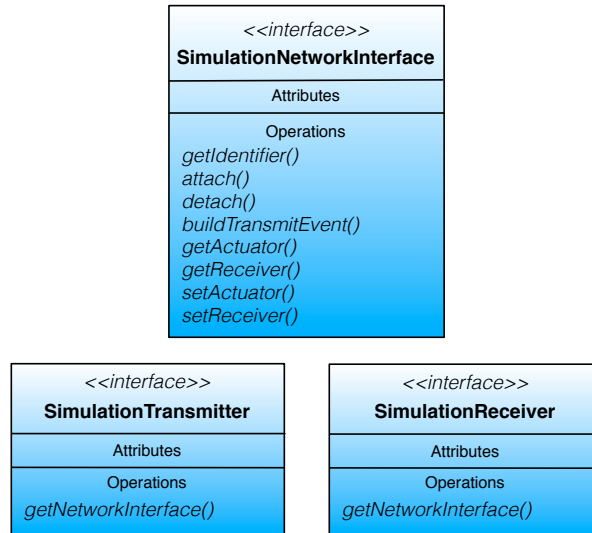 <<interface>>
SimulationNetworkInterface
Attributes
Operations
getIdentifier()
attach()
detach()
buildTransmitEvent()
getActuator()
getReceiver()
setActuator()
setReceiver()
<<interface>>
SimulationTransmitter
Attributes
Operations
getNetworkInterface()
<<interface>>
SimulationReceiver
Attributes
Operations
getNetworkInterface()